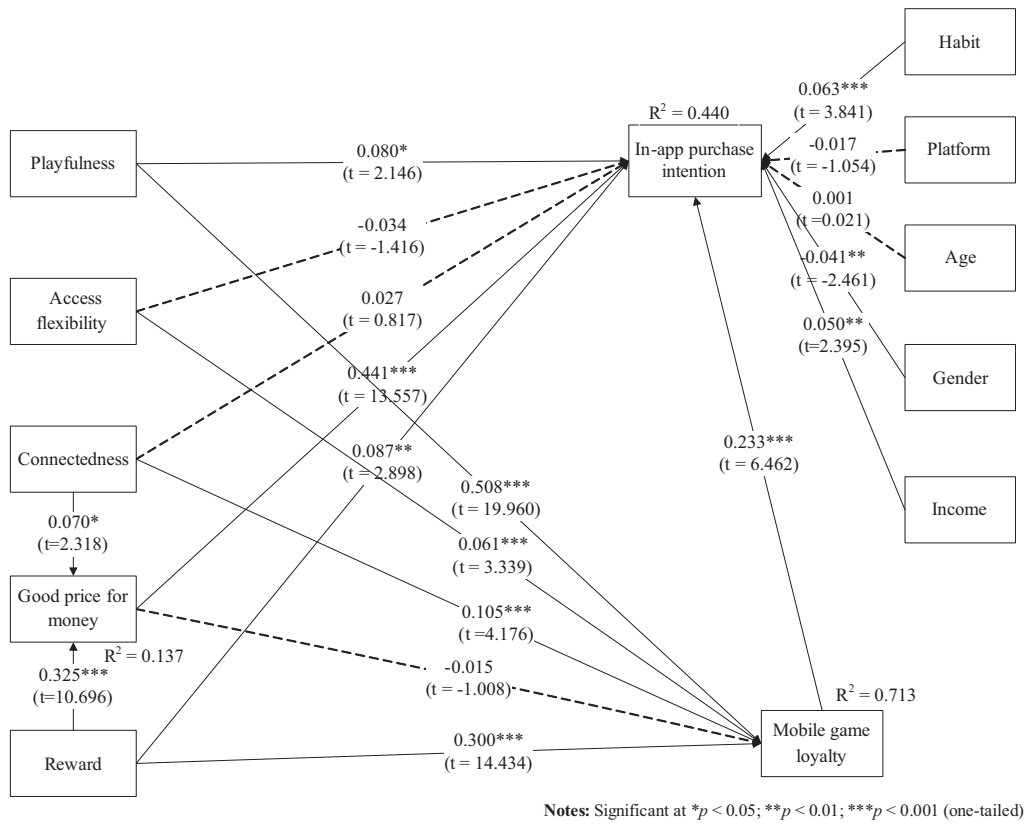 Habit
0.063***
(t = 3.841)
R² = 0.440
In-app purchase
intention
-0.017
(t = -1.054)
Platform
Playfulness
0.080*
(t = 2.146)
0.001
(t =0.021)
Age
-0.034
(t = -1.416)
-0.041**
(t = -2.461)
Access
flexibility
0.027
(t = 0.817)
0.050**
(t=2.395)
Gender
0.441***
(t = 13.557)
Connectedness
0.087**
(t = 2.898)
0.233***
(t = 6.462)
0.508***
(t = 19.960)
Income
0.070*
(t=2.318)
0.061***
(t = 3.339)
Good price for
money
0.105***
(t =4.176)
R² = 0.137
0.325***
(t=10.696)
-0.015
(t = -1.008)
R² = 0.713
Mobile game
loyalty
Reward
0.300***
(t = 14.434)
Notes: Significant at *p < 0.05; **p < 0.01; ***p < 0.001 (one-tailed)